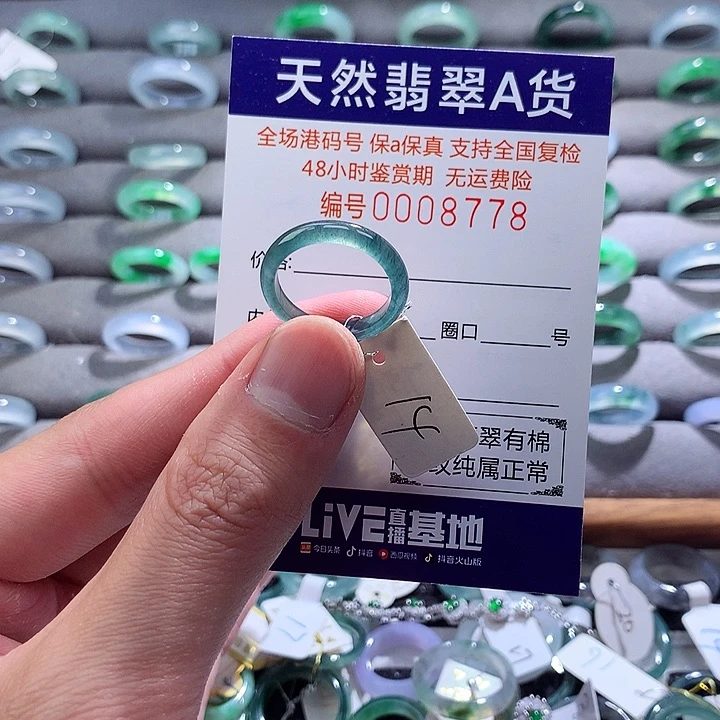 天然翡翠A货
全场港码号 保a保真 支持全国复检
48小时鉴赏期 无运费险
编号0008778
价格:
内 圈口 号
翠有棉
纹纯属正常
LIVE直播基地
今日头条 抖音 西瓜视频 抖音火山版